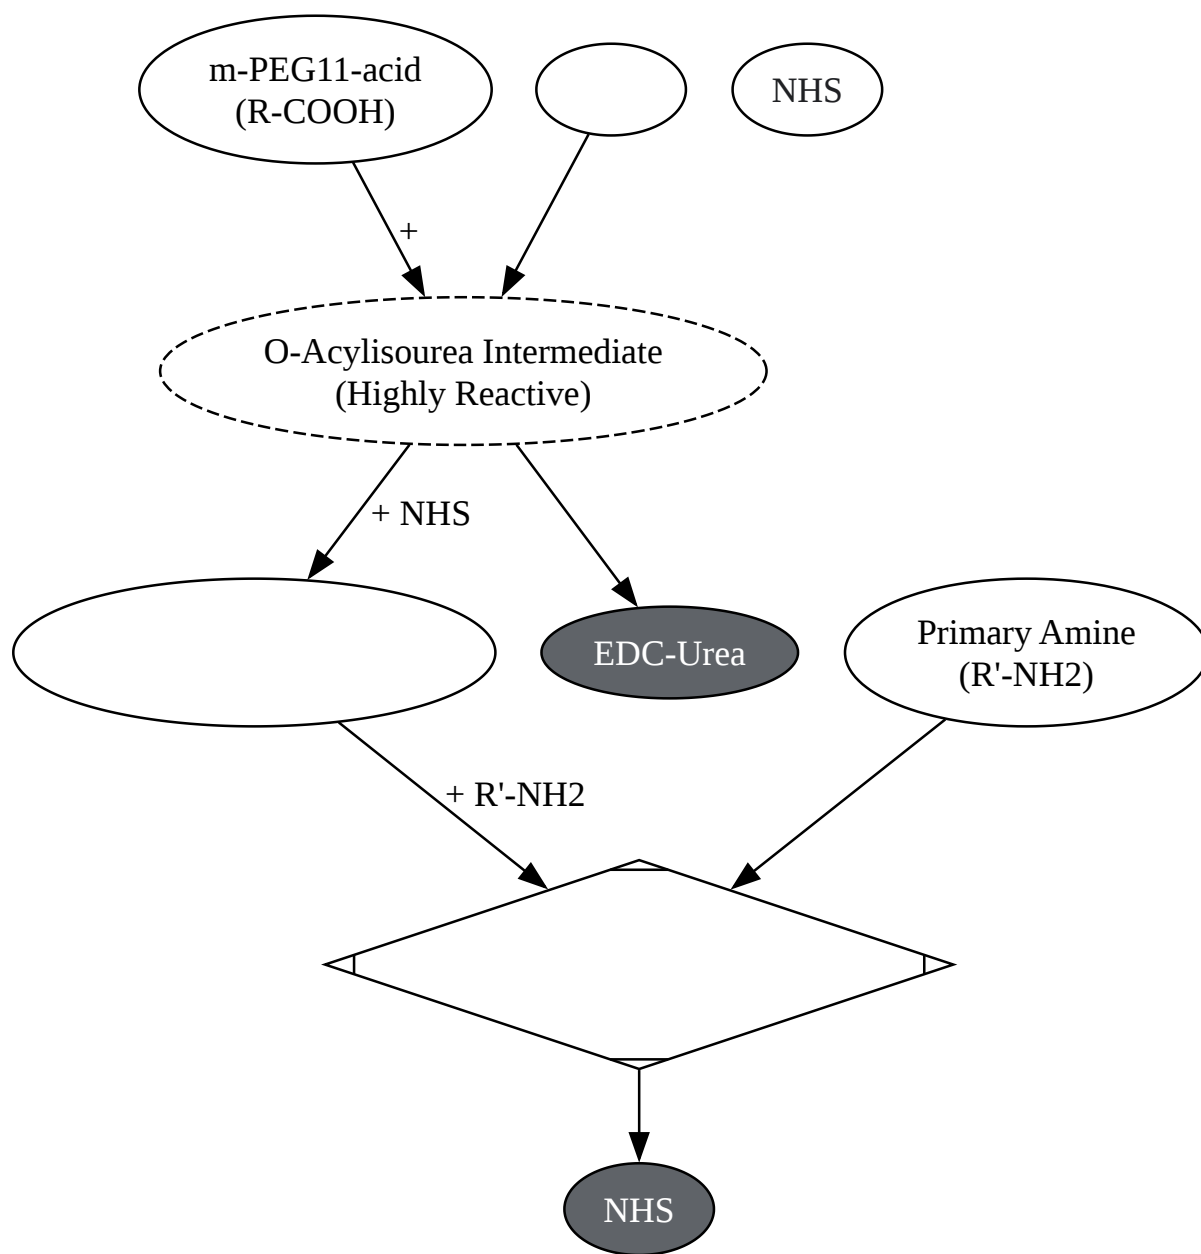 m-PEG11-acid
(R-COOH)
NHS
+
O-Acylisourea Intermediate
(Highly Reactive)
+ NHS
EDC-Urea
Primary Amine
(R'-NH2)
+ R'-NH2
NHS